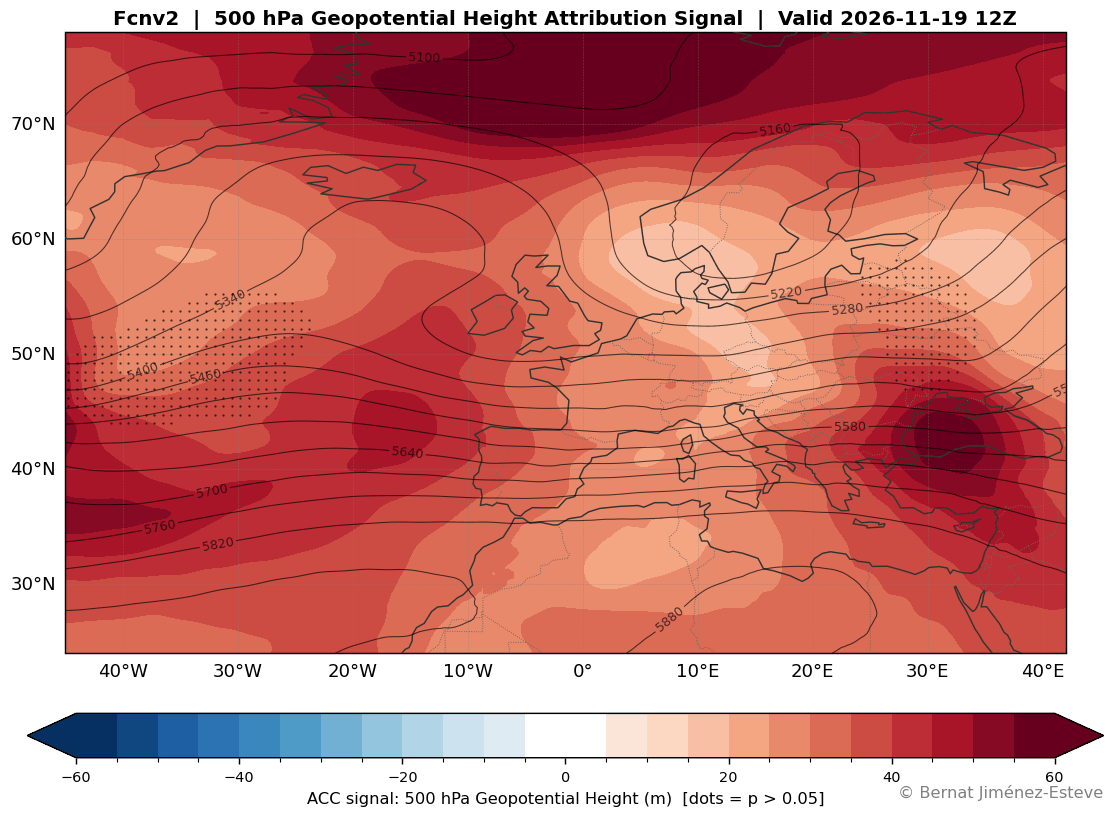 Fcnv2 | 500 hPa Geopotential Height Attribution Signal | Valid 2026-11-19 12Z
5100
70°N
5160
60°N
5220
5340
5280
50°N
5400
5460
5580
5640
40°N
5700
5760
5820
30°N
5880
40°W 30°W 20°W 10°W 0° 10°E 20°E 30°E 40°E
−60 −40 −20 0 20 40 60
ACC signal: 500 hPa Geopotential Height (m) [dots = p > 0.05]
© Bernat Jiménez-Esteve